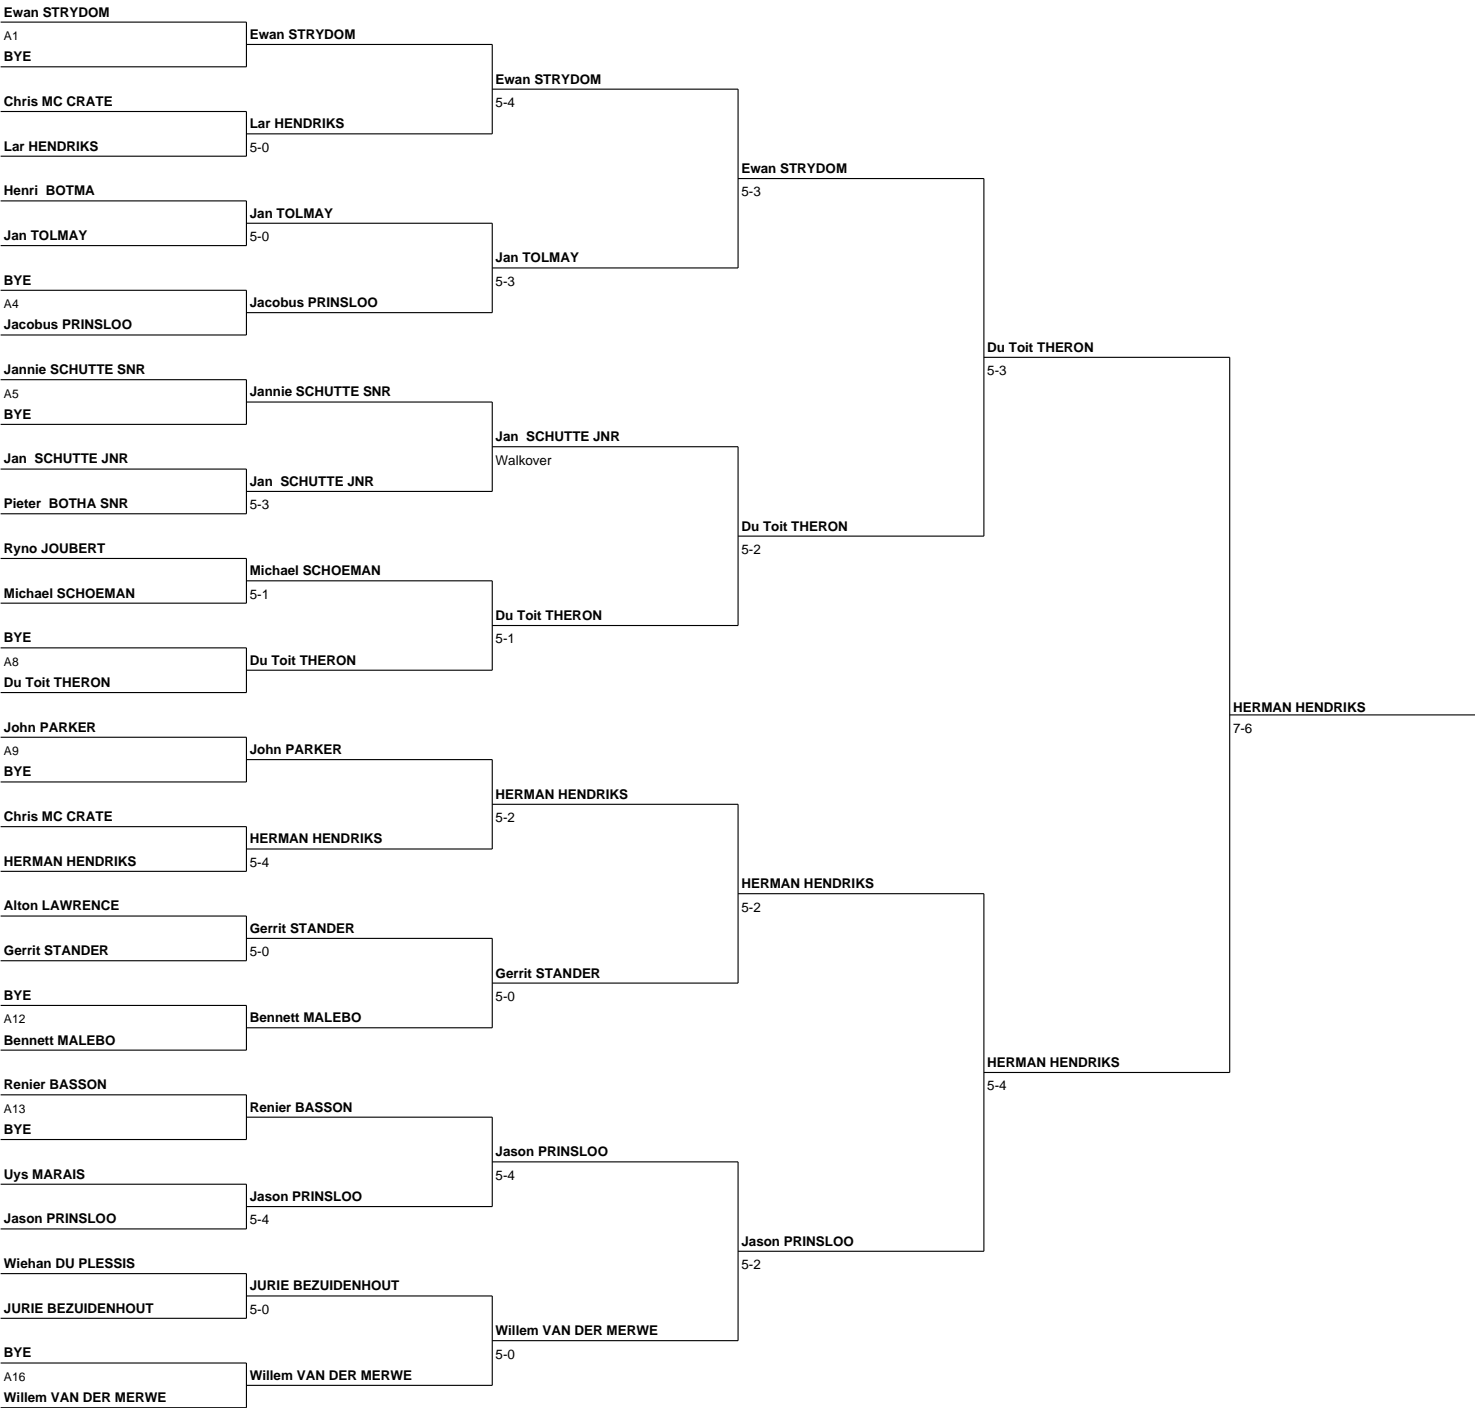 Ewan STRYDOM
A1
BYE
Chris MC CRATE
Lar HENDRIKS
Henri  BOTMA
Jan TOLMAY
BYE
A4
Jacobus PRINSLOO
Jannie SCHUTTE SNR
A5
BYE
Jan  SCHUTTE JNR
Pieter  BOTHA SNR
Ryno JOUBERT
Michael SCHOEMAN
BYE
A8
Du Toit THERON
John PARKER
A9
BYE
Chris MC CRATE
HERMAN HENDRIKS
Alton LAWRENCE
Gerrit STANDER
BYE
A12
Bennett MALEBO
Renier BASSON
A13
BYE
Uys MARAIS
Jason PRINSLOO
Wiehan DU PLESSIS
JURIE BEZUIDENHOUT
BYE
A16
Willem VAN DER MERWE
Ewan STRYDOM
Lar HENDRIKS
5-0
Jan TOLMAY
5-0
Jacobus PRINSLOO
Jannie SCHUTTE SNR
Jan  SCHUTTE JNR
5-3
Michael SCHOEMAN
5-1
Du Toit THERON
John PARKER
HERMAN HENDRIKS
5-4
Gerrit STANDER
5-0
Bennett MALEBO
Renier BASSON
Jason PRINSLOO
5-4
JURIE BEZUIDENHOUT
5-0
Willem VAN DER MERWE
Ewan STRYDOM
5-4
Jan TOLMAY
5-3
Jan  SCHUTTE JNR
Walkover
Du Toit THERON
5-1
HERMAN HENDRIKS
5-2
Gerrit STANDER
5-0
Jason PRINSLOO
5-4
Willem VAN DER MERWE
5-0
Ewan STRYDOM
5-3
Du Toit THERON
5-2
HERMAN HENDRIKS
5-2
Jason PRINSLOO
5-2
Du Toit THERON
5-3
HERMAN HENDRIKS
5-4
HERMAN HENDRIKS
7-6